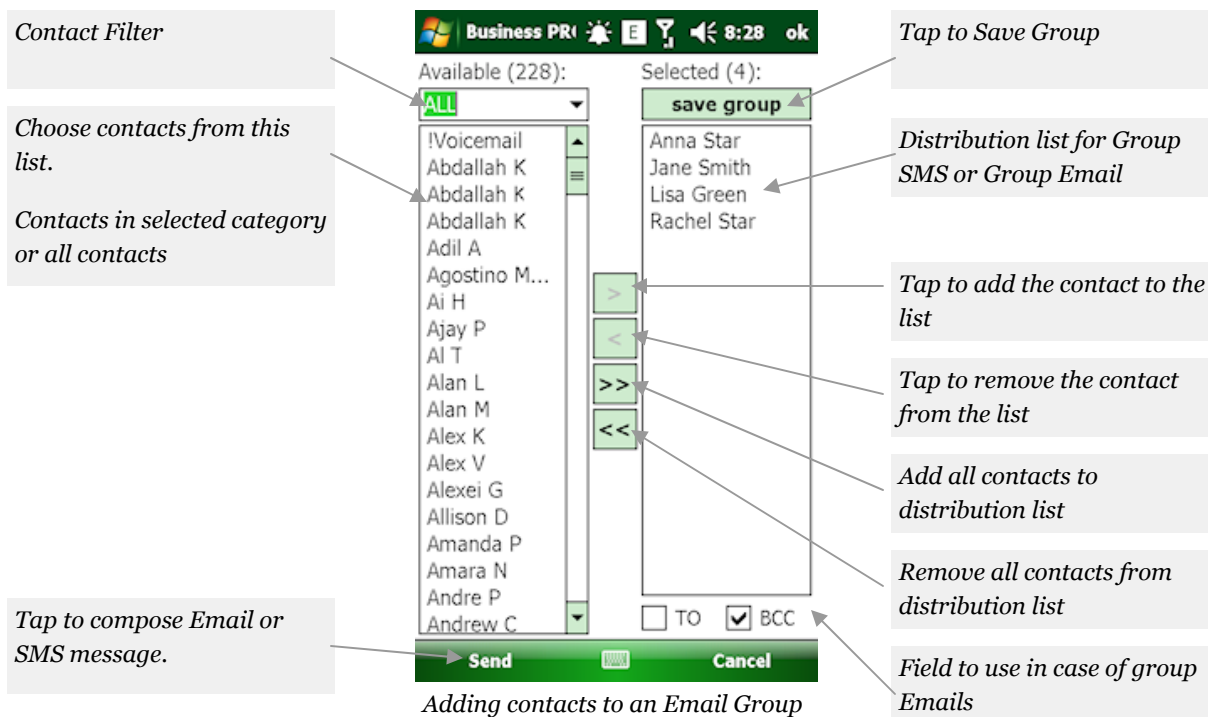 Contact Filter
Choose contacts from this
list.
Contacts in selected category
or all contacts
Tap to compose Email or
SMS message.
Business PR
E
8:28 ok
Available (228):
ALL
!Voicemail
Abdallah K
Abdallah K
Abdallah K
Adil A
Agostino M...
Ai H
Ajay P
Al T
Alan L
Alan M
Alex K
Alex V
Alexei G
Allison D
Amanda P
Amara N
Andre P
Andrew C
>
<
>>
<<
Selected (4):
save group
Anna Star
Jane Smith
Lisa Green
Rachel Star
TO BCC
Send Cancel
Adding contacts to an Email Group
Tap to Save Group
Distribution list for Group
SMS or Group Email
Tap to add the contact to the
list
Tap to remove the contact
from the list
Add all contacts to
distribution list
Remove all contacts from
distribution list
Field to use in case of group
Emails